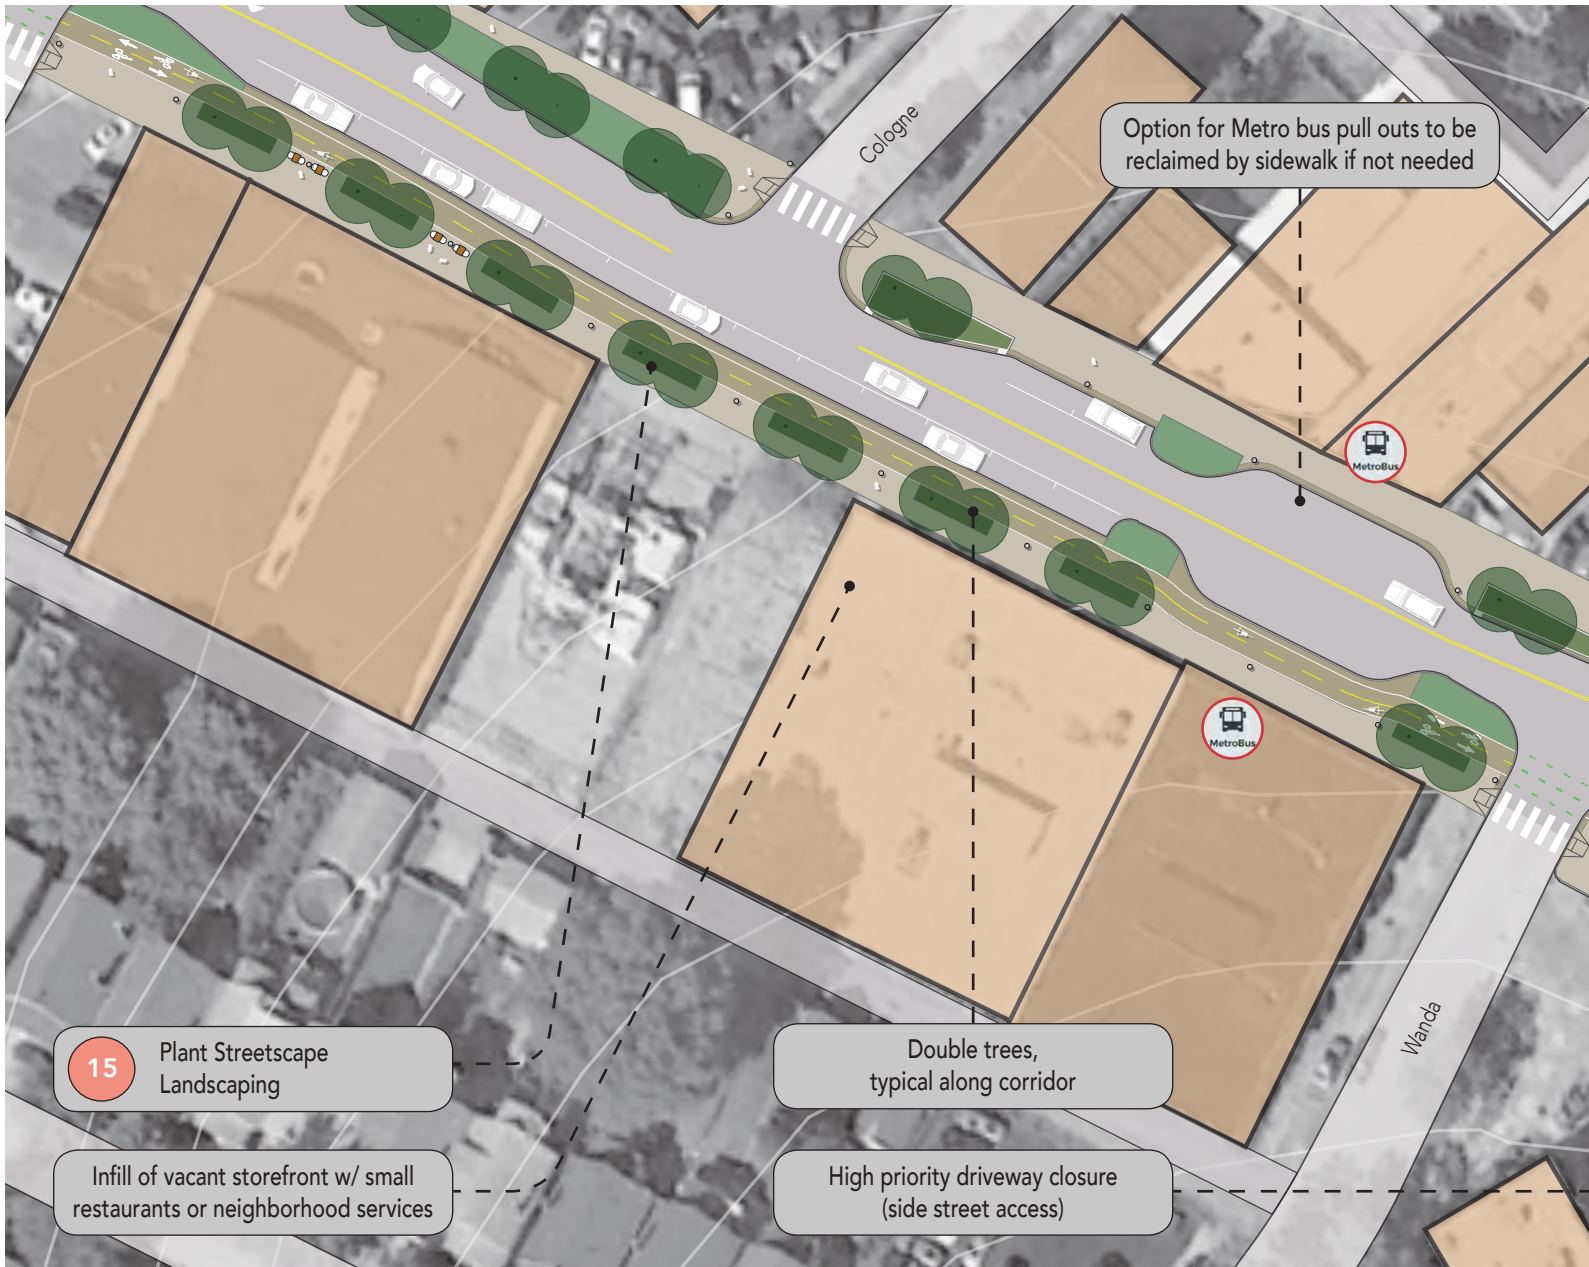 Cologne
Option for Metro bus pull outs to be
reclaimed by sidewalk if not needed
MetroBus
MetroBus
Wanda
15
Plant Streetscape
Landscaping
Double trees,
typical along corridor
Infill of vacant storefront w/ small
restaurants or neighborhood services
High priority driveway closure
(side street access)